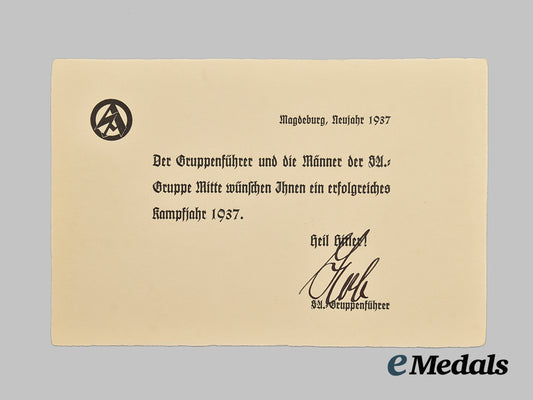 Magdeburg, Neujahr 1937
Der Gruppenführer und die Männer der SA.-
Gruppe Mitte wünschen Ihnen ein erfolgreiches
Kampfjahr 1937.
Heil Hitler!
SA.-Gruppenführer
eMedals